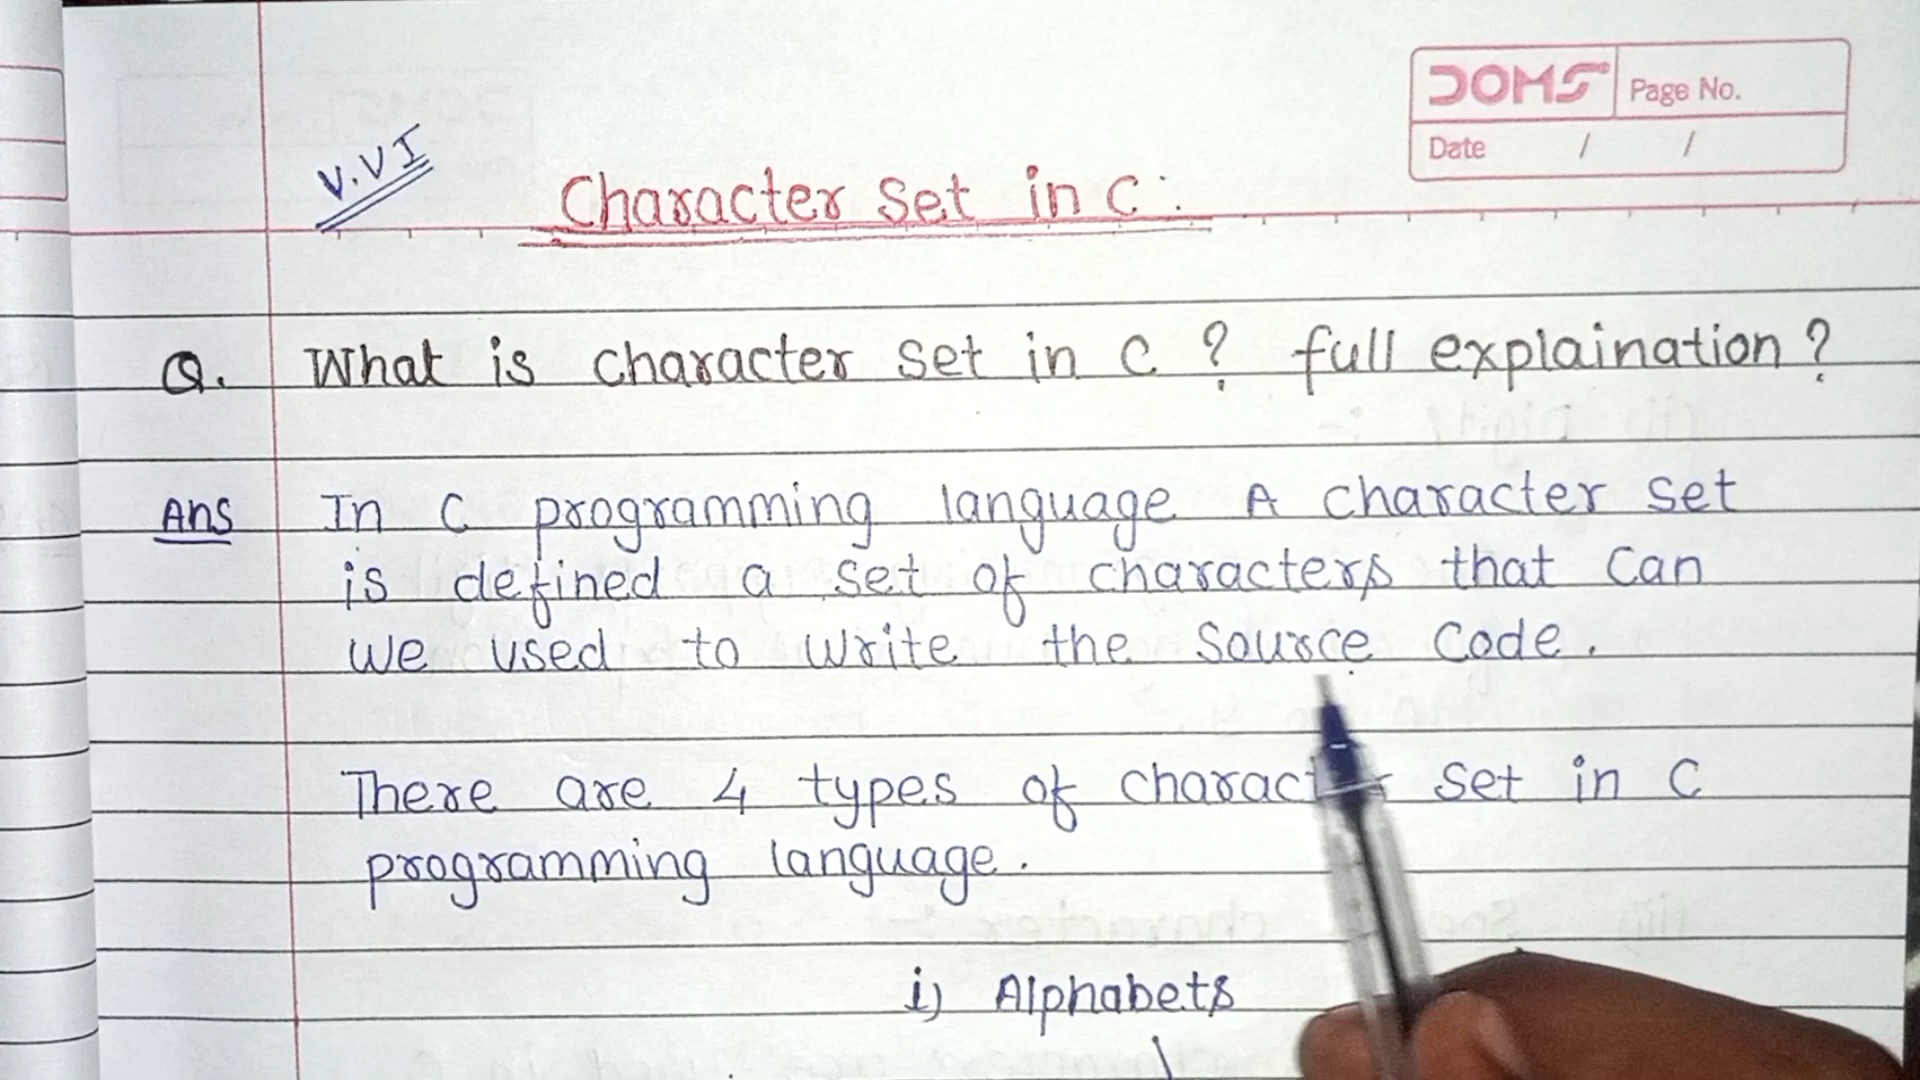 DOMS Page No.
Date / /
V.V I
Character Set in C :
Q. What is character set in C ? full explaination ?
Ans In C programming language A character set
is defined a set of characters that can
we used to write the source code.
There are 4 types of character set in C
programming language.
i) Alphabets